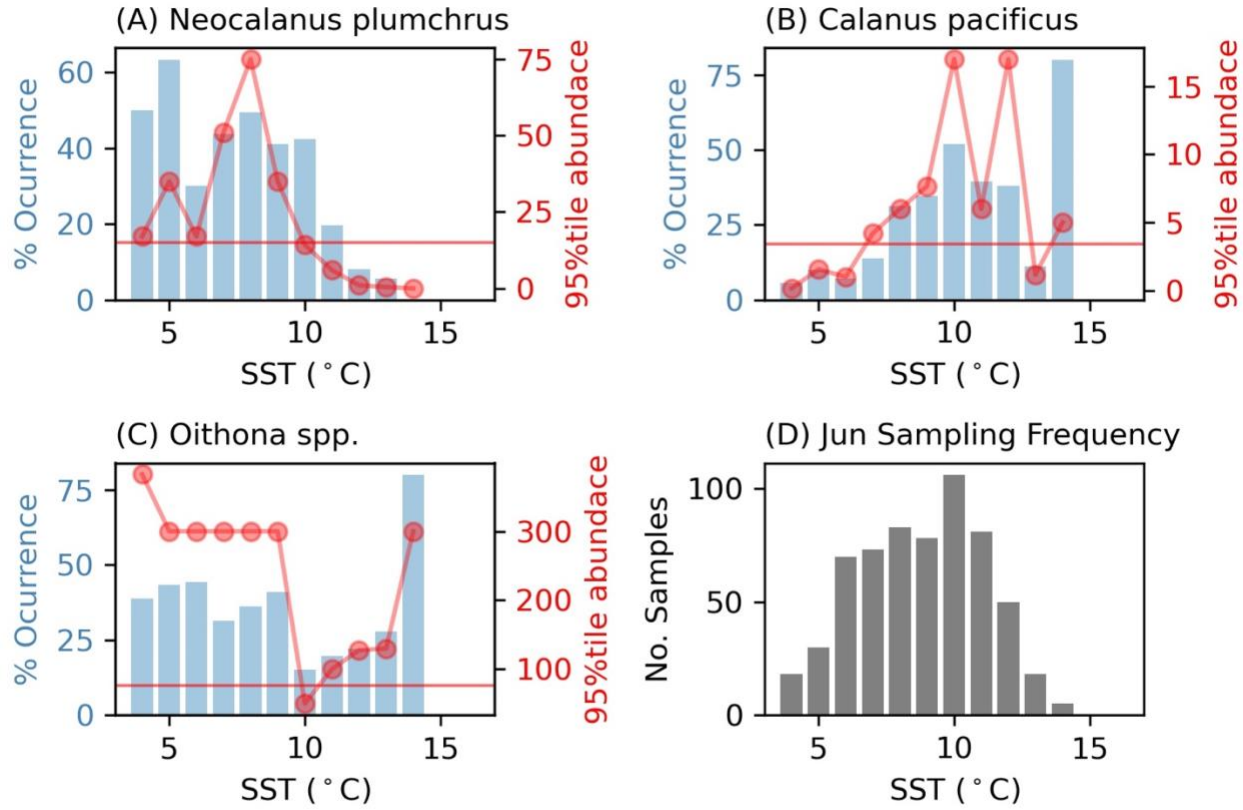 (A) Neocalanus plumchrus
60
40
20
0
% Ocurrence
75
50
25
0
95%tile abundace
5 10 15
SST (°C)
(B) Calanus pacificus
75
50
25
0
% Ocurrence
15
10
5
0
95%tile abundace
5 10 15
SST (°C)
(C) Oithona spp.
75
50
25
0
% Ocurrence
300
200
100
95%tile abundace
5 10 15
SST (°C)
(D) Jun Sampling Frequency
100
50
0
No. Samples
5 10 15
SST (°C)